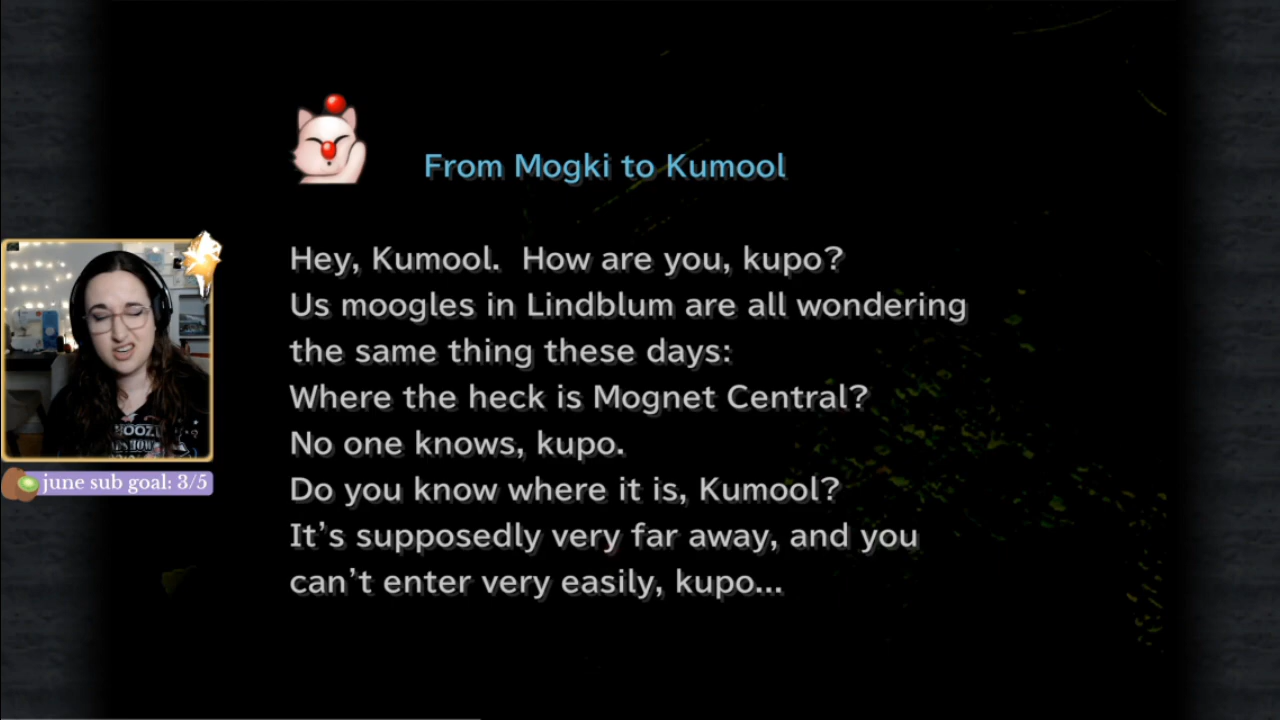 From Mogki to Kumool
Hey, Kumool. How are you, kupo?
Us moogles in Lindblum are all wondering
the same thing these days:
Where the heck is Mognet Central?
No one knows, kupo.
Do you know where it is, Kumool?
It's supposedly very far away, and you
can't enter very easily, kupo...
june sub goal: 3/5